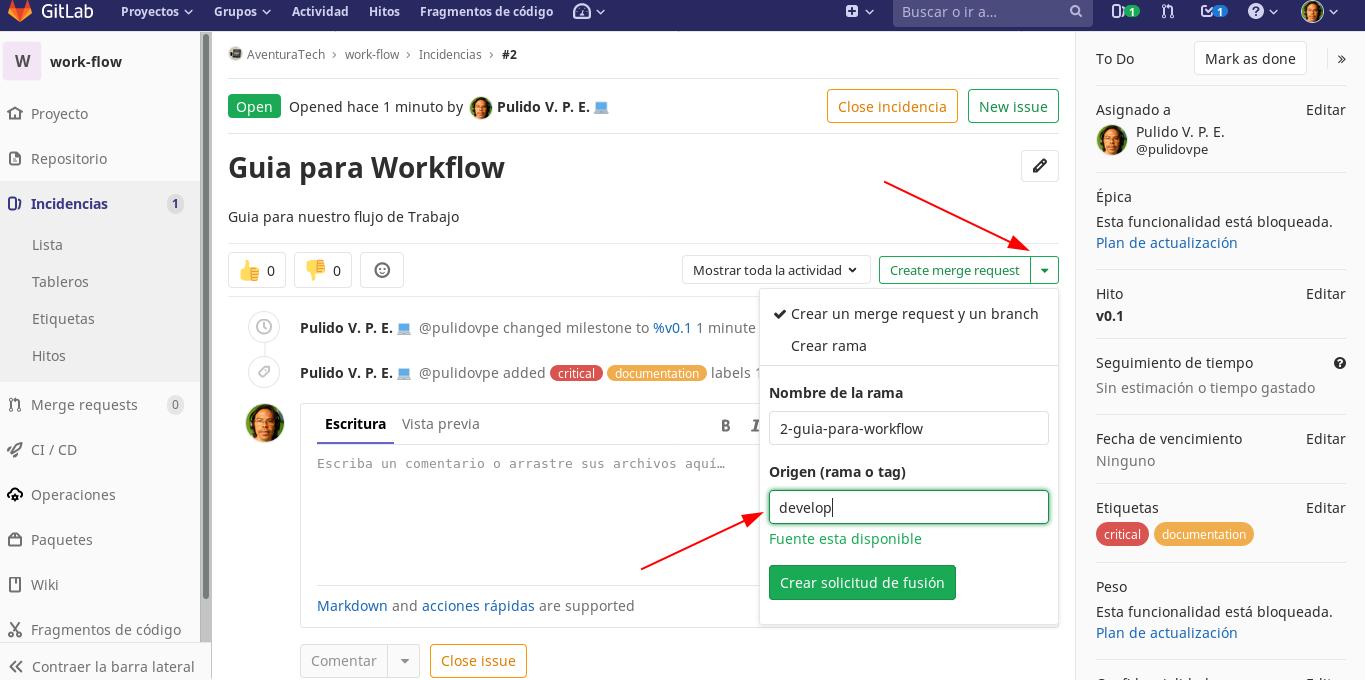 GitLab Proyectos Grupos Actividad Hitos Fragmentos de código Buscar o ir a… 1 1
W work-flow
Proyecto
Repositorio
Incidencias 1
Lista
Tableros
Etiquetas
Hitos
Merge requests 0
CI / CD
Operaciones
Paquetes
Wiki
Fragmentos de código
Contraer la barra lateral
AventuraTech › work-flow › Incidencias › #2
Open Opened hace 1 minuto by Pulido V. P. E. Close incidencia New issue
Guia para Workflow
Guia para nuestro flujo de Trabajo
0 0 Mostrar toda la actividad Create merge request
Crear un merge request y un branch
Crear rama
Nombre de la rama
2-guia-para-workflow
Origen (rama o tag)
develop
Fuente esta disponible
Crear solicitud de fusión
Pulido V. P. E. @pulidovpe changed milestone to %v0.1 1 minute
Pulido V. P. E. @pulidovpe added critical documentation labels 1
Escritura Vista previa B I
Escriba un comentario o arrastre sus archivos aquí…
Markdown and acciones rápidas are supported
Comentar Close issue
To Do Mark as done »
Asignado a Editar
Pulido V. P. E.
@pulidovpe
Épica
Esta funcionalidad está bloqueada.
Plan de actualización
Hito Editar
v0.1
Seguimiento de tiempo
Sin estimación o tiempo gastado
Fecha de vencimiento Editar
Ninguno
Etiquetas Editar
critical documentation
Peso
Esta funcionalidad está bloqueada.
Plan de actualización